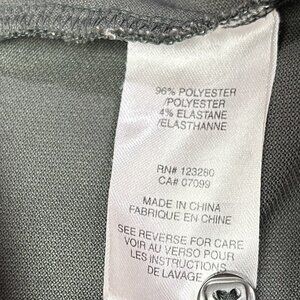 96% POLYESTER
/POLYESTER
4% ELASTANE
/ELASTHANNE
RN# 123280
CA# 07099
MADE IN CHINA
FABRIQUE EN CHINE
SEE REVERSE FOR CARE
VOIR AU VERSO POUR
LES INSTRUCTIONS
DE LAVAGE